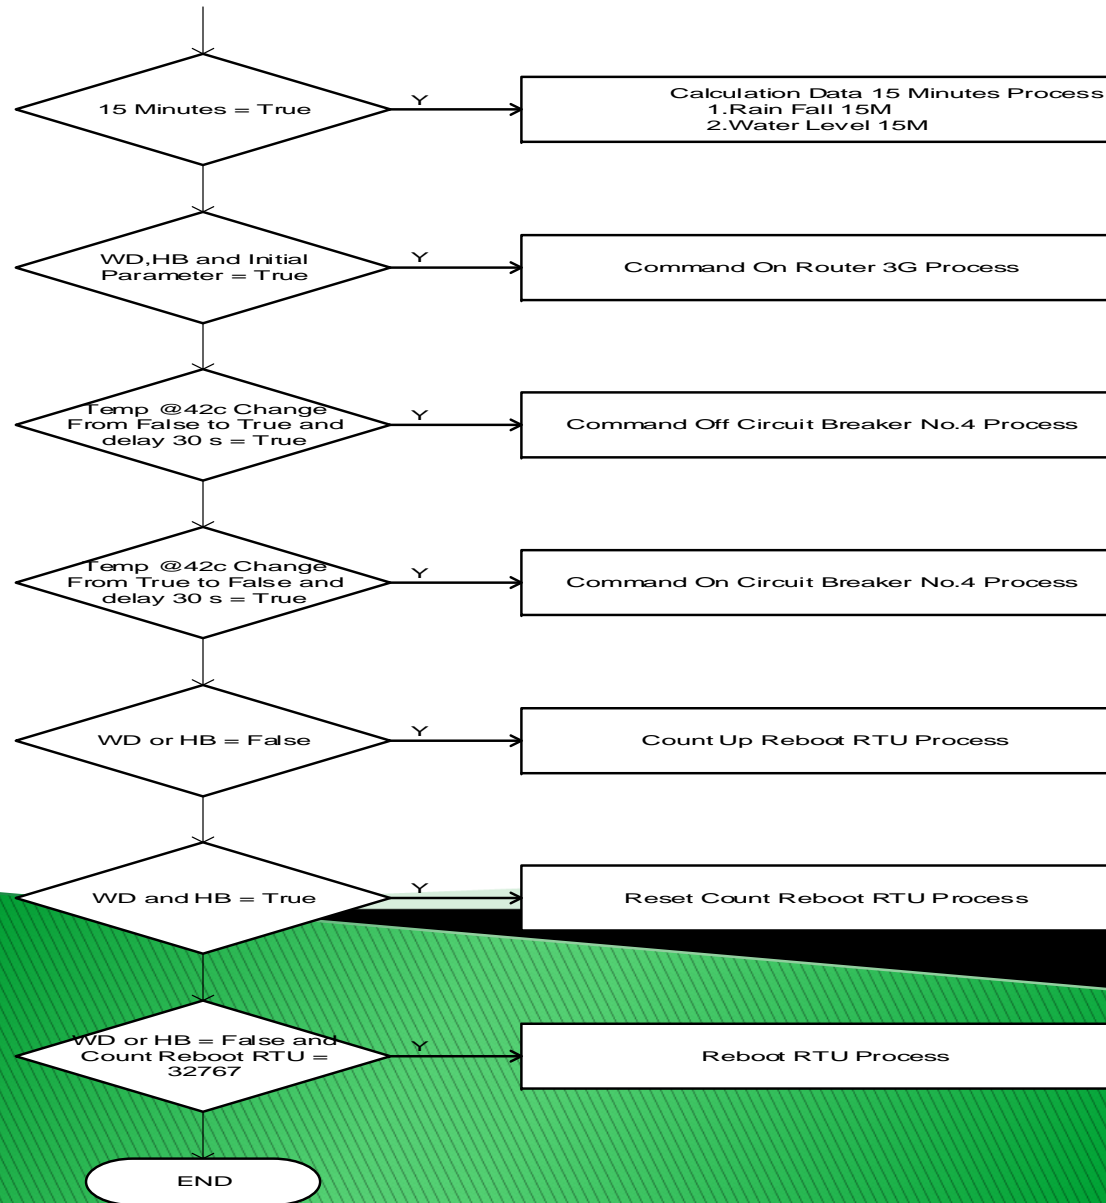 15 Minutes = True
Y
Calculation Data 15 Minutes Process
1.Rain Fall 15M
2.Water Level 15M
WD,HB and Initial
Parameter = True
Y
Command On Router 3G Process
Temp @42c Change
From False to True and
delay 30 s = True
Y
Command Off Circuit Breaker No.4 Process
Temp @42c Change
From True to False and
delay 30 s = True
Y
Command On Circuit Breaker No.4 Process
WD or HB = False
Y
Count Up Reboot RTU Process
WD and HB = True
Y
Reset Count Reboot RTU Process
WD or HB = False and
Count Reboot RTU =
32767
Y
Reboot RTU Process
END